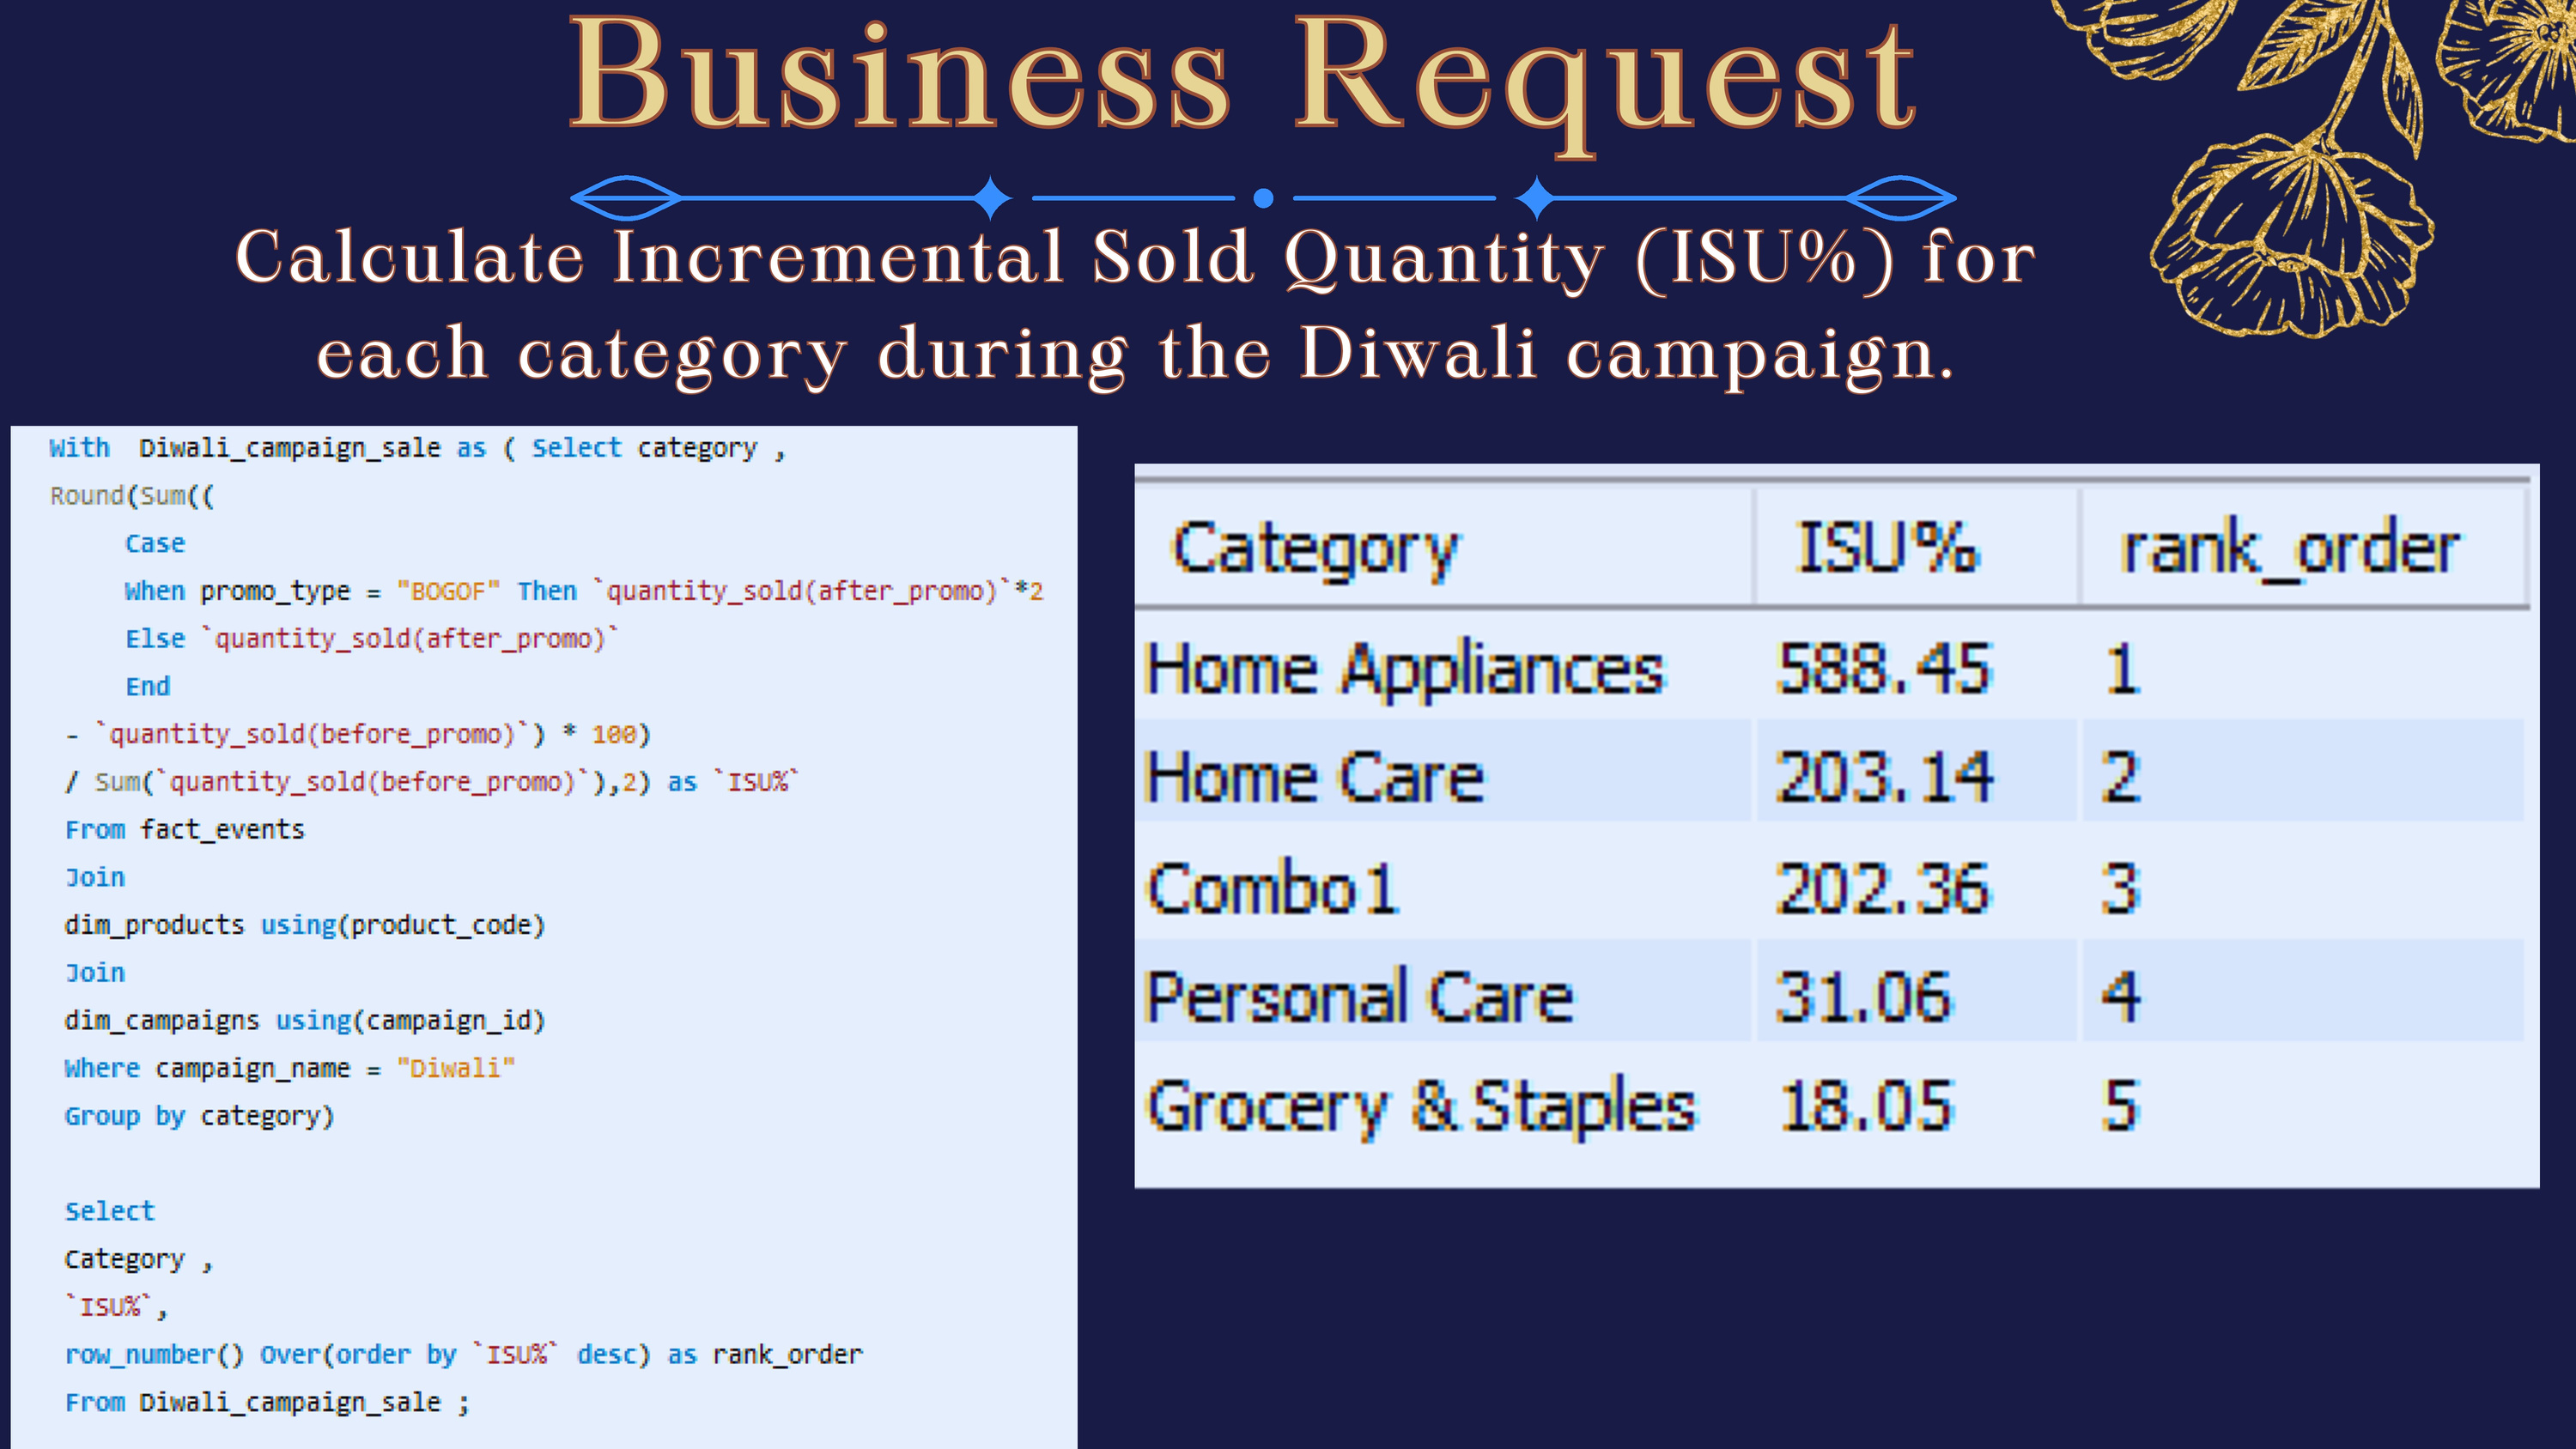 Business Request
Calculate Incremental Sold Quantity (ISU%) for
each category during the Diwali campaign.
With  Diwali_campaign_sale as ( Select category ,
Round(Sum((
Case
When promo_type = "BOGOF" Then `quantity_sold(after_promo)`*2
Else `quantity_sold(after_promo)`
End
- `quantity_sold(before_promo)`) * 100)
/ Sum(`quantity_sold(before_promo)`),2) as `ISU%`
From fact_events
Join
dim_products using(product_code)
Join
dim_campaigns using(campaign_id)
Where campaign_name = "Diwali"
Group by category)
Select
Category ,
`ISU%`,
row_number() Over(order by `ISU%` desc) as rank_order
From Diwali_campaign_sale ;
Category ISU% rank_order
Home Appliances 588.45 1
Home Care 203.14 2
Combo1 202.36 3
Personal Care 31.06 4
Grocery & Staples 18.05 5